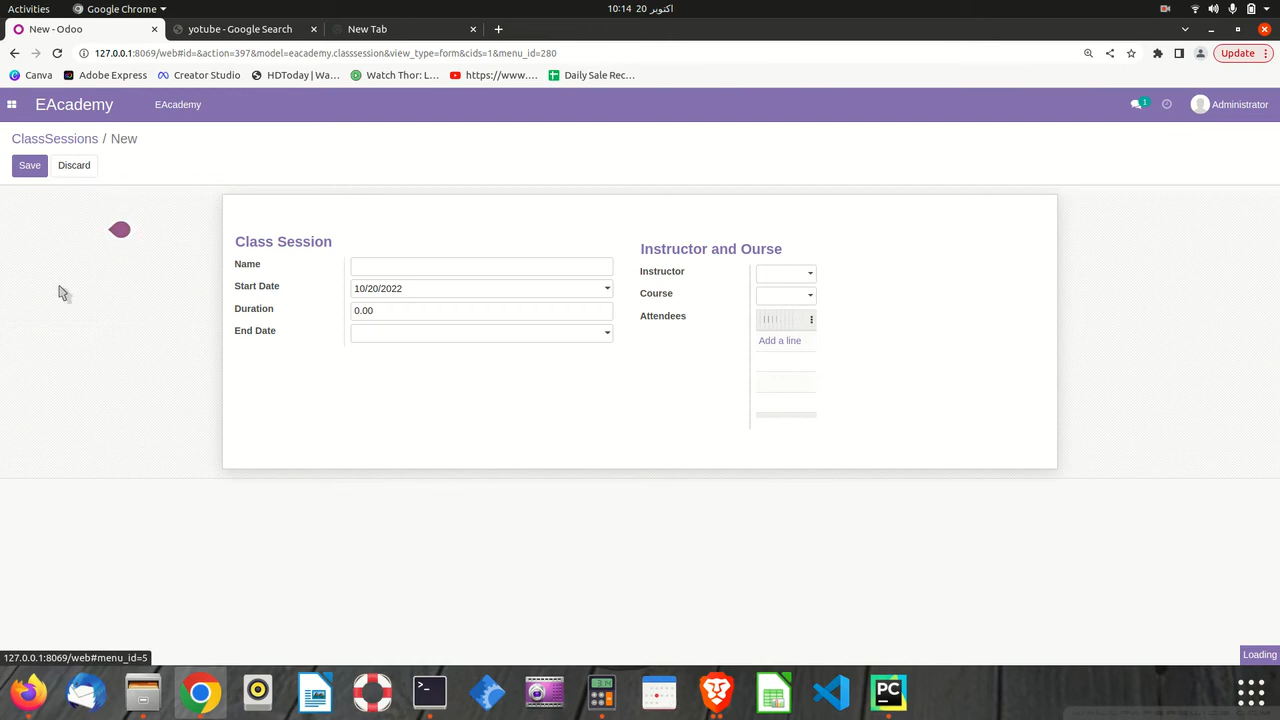 Activities
Google Chrome
اکتوبر 20 10:14
New - Odoo
yotube - Google Search
New Tab
127.0.0.1:8069/web#id=&action=397&model=eacademy.classsession&view_type=form&cids=1&menu_id=280
Update
Canva
Adobe Express
Creator Studio
HDToday | Wa...
Watch Thor: L...
https://www....
Daily Sale Rec...
EAcademy
EAcademy
1
Administrator
ClassSessions / New
Save
Discard
Class Session
Name
Start Date
10/20/2022
Duration
0.00
End Date
Instructor and Ourse
Instructor
Course
Attendees
Add a line
127.0.0.1:8069/web#menu_id=5
Loading